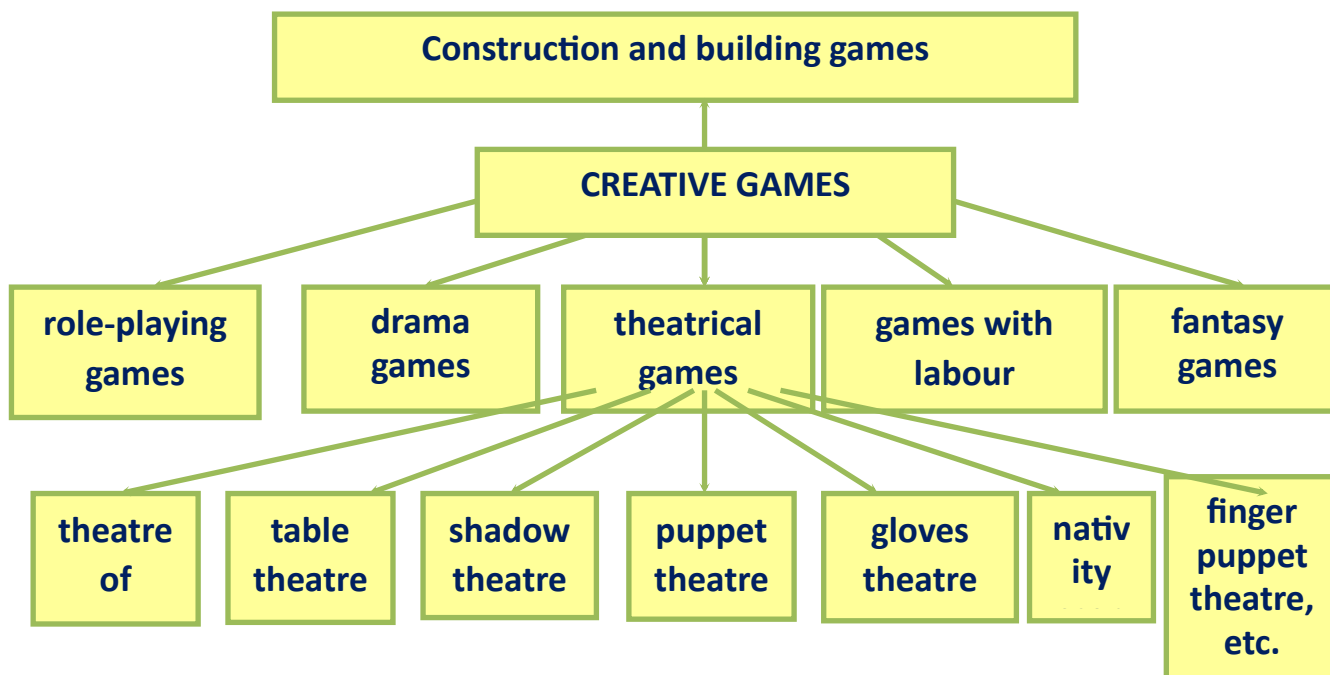 Construction and building games
CREATIVE GAMES
role-playing
games
drama
games
theatrical
games
games with
labour
fantasy
games
theatre
of
table
theatre
shadow
theatre
puppet
theatre
gloves
theatre
nativ
ity
finger
puppet
theatre,
etc.